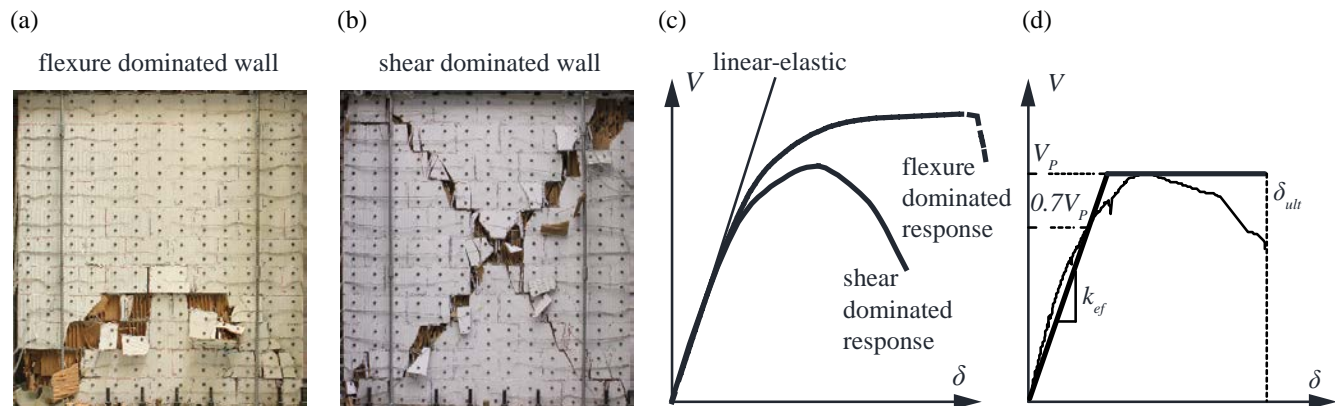 (a)
flexure dominated wall
(b)
shear dominated wall
(c)
linear-elastic
V
flexure
dominated
response
shear
dominated
response
δ
(d)
V
V_P
0.7V_P
δ_ult
k_ef
δ